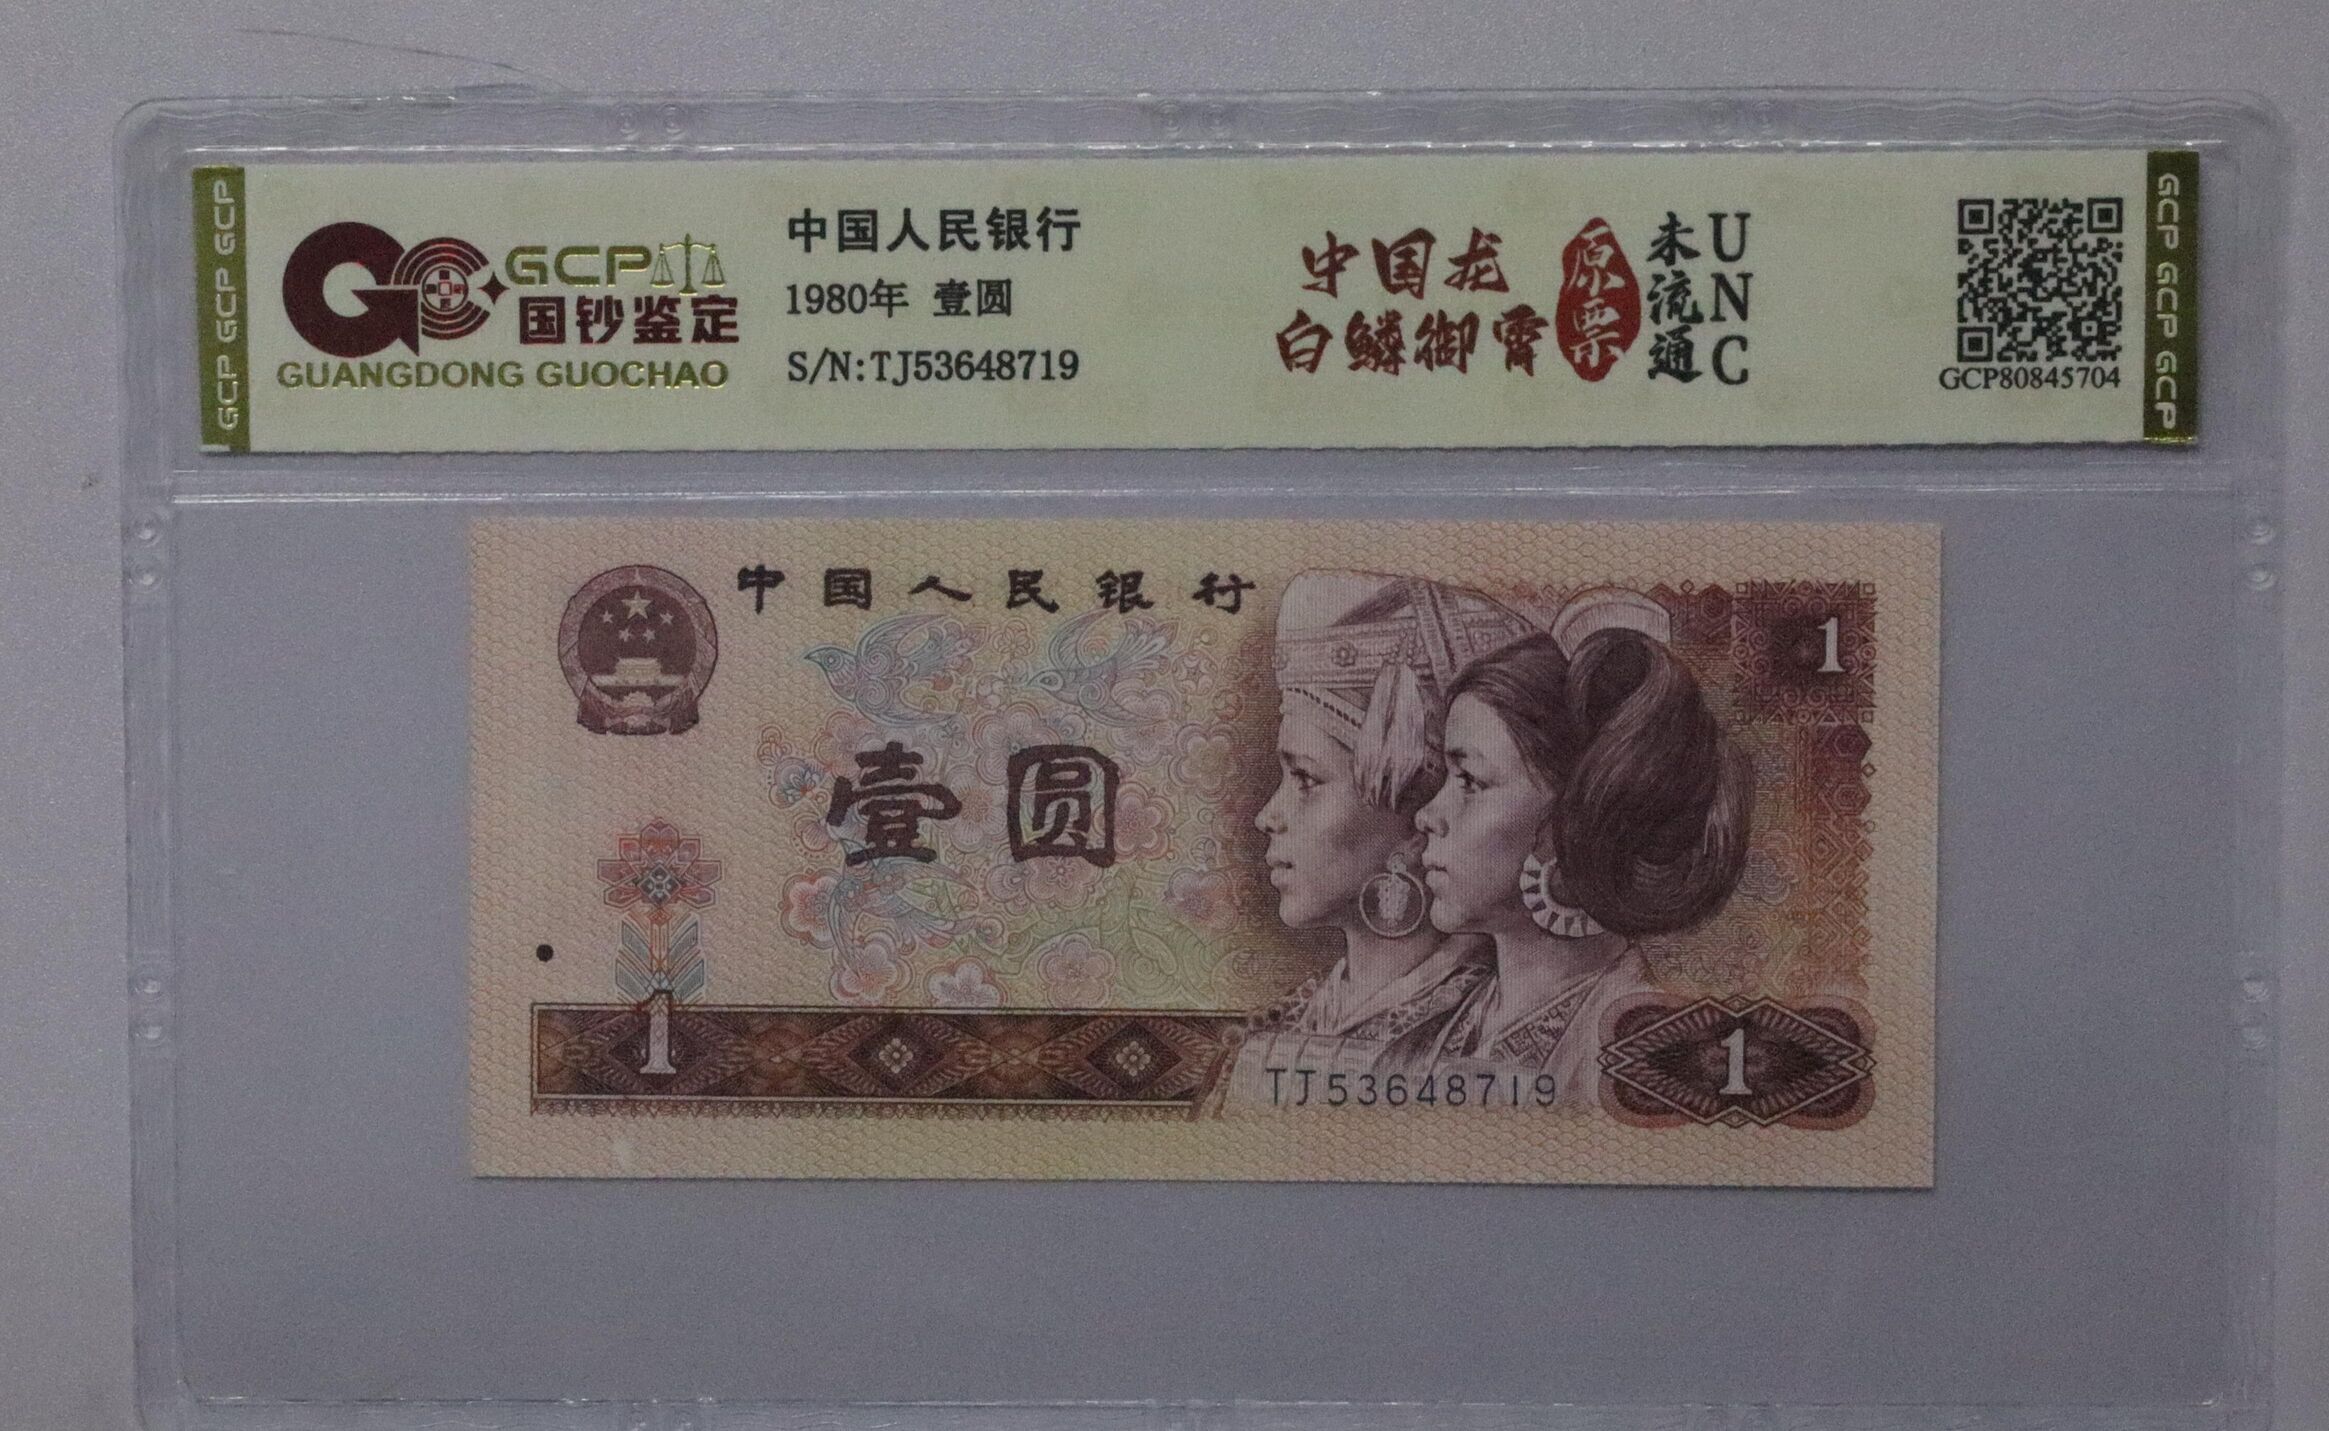 GCP GCP GCP
GCP
国钞鉴定
GUANGDONG GUOCHAO
中国人民银行
1980年 壹圆
S/N:TJ53648719
中国龙
白鳞御霄
原票
未流通
UNC
GCP80845704
GCP GCP GCP
中国人民银行
1
壹圆
1
TJ53648719
1